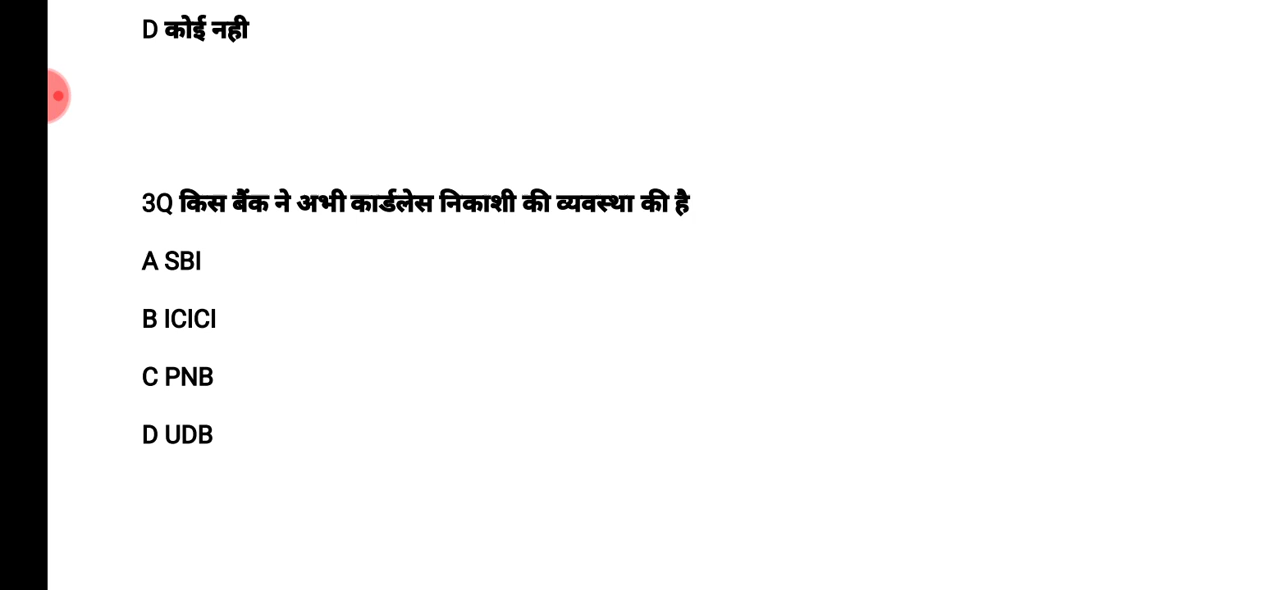 D कोई नही
3Q किस बैंक ने अभी कार्डलेस निकाशी की व्यवस्था की है
A SBI
B ICICI
C PNB
D UDB